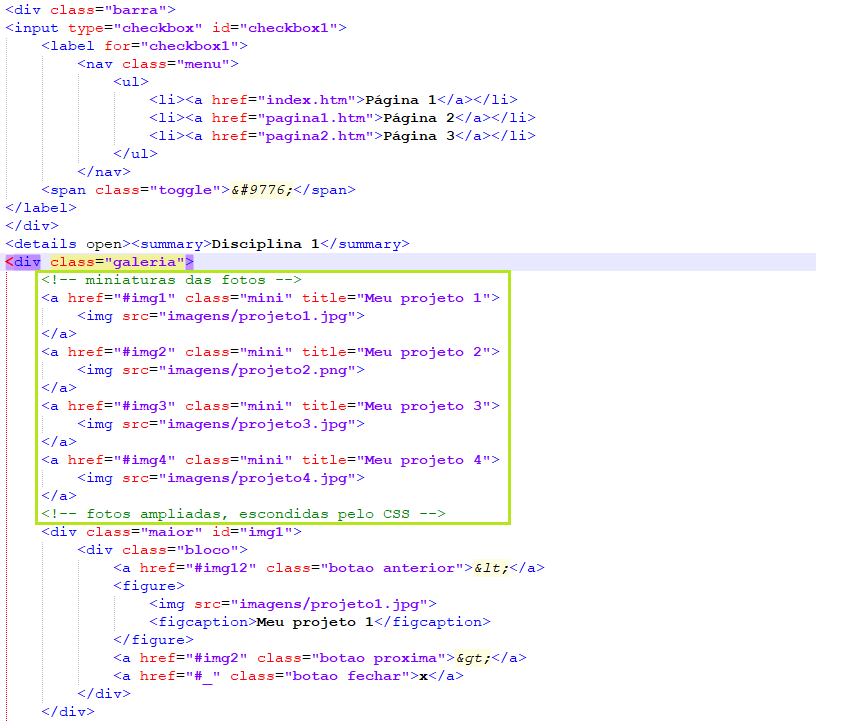 <div class="barra">
<input type="checkbox" id="checkbox1">
<label for="checkbox1">
<nav class="menu">
<ul>
<li><a href="index.htm">Página 1</a></li>
<li><a href="pagina1.htm">Página 2</a></li>
<li><a href="pagina2.htm">Página 3</a></li>
</ul>
</nav>
<span class="toggle">&#9776;</span>
</label>
</div>
<details open><summary>Disciplina 1</summary>
<div class="galeria">
<!-- miniaturas das fotos -->
<a href="#img1" class="mini" title="Meu projeto 1">
<img src="imagens/projeto1.jpg">
</a>
<a href="#img2" class="mini" title="Meu projeto 2">
<img src="imagens/projeto2.png">
</a>
<a href="#img3" class="mini" title="Meu projeto 3">
<img src="imagens/projeto3.jpg">
</a>
<a href="#img4" class="mini" title="Meu projeto 4">
<img src="imagens/projeto4.jpg">
</a>
<!-- fotos ampliadas, escondidas pelo CSS -->
<div class="maior" id="img1">
<div class="bloco">
<a href="#img12" class="botao anterior">&lt;</a>
<figure>
<img src="imagens/projeto1.jpg">
<figcaption>Meu projeto 1</figcaption>
</figure>
<a href="#img2" class="botao proxima">&gt;</a>
<a href="#_" class="botao fechar">x</a>
</div>
</div>